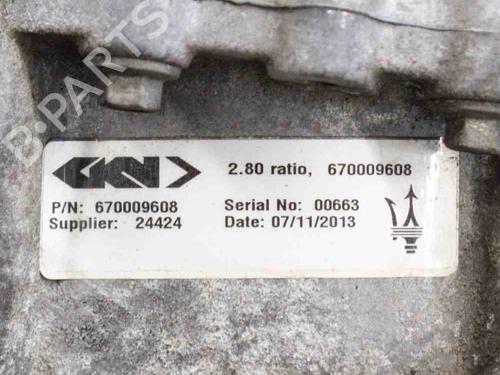 B-PARTS
GKN
2.80 ratio, 670009608
P/N: 670009608
Serial No: 00663
Supplier: 24424
Date: 07/11/2013